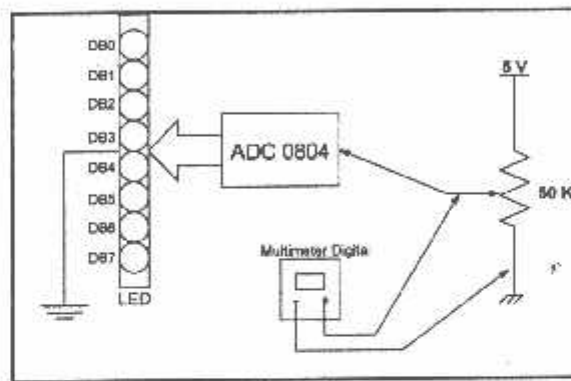 DB0
DB1
DB2
DB3
DB4
DB5
DB6
DB7
LED
ADC 0804
Multimeter Digital
5 V
50 K